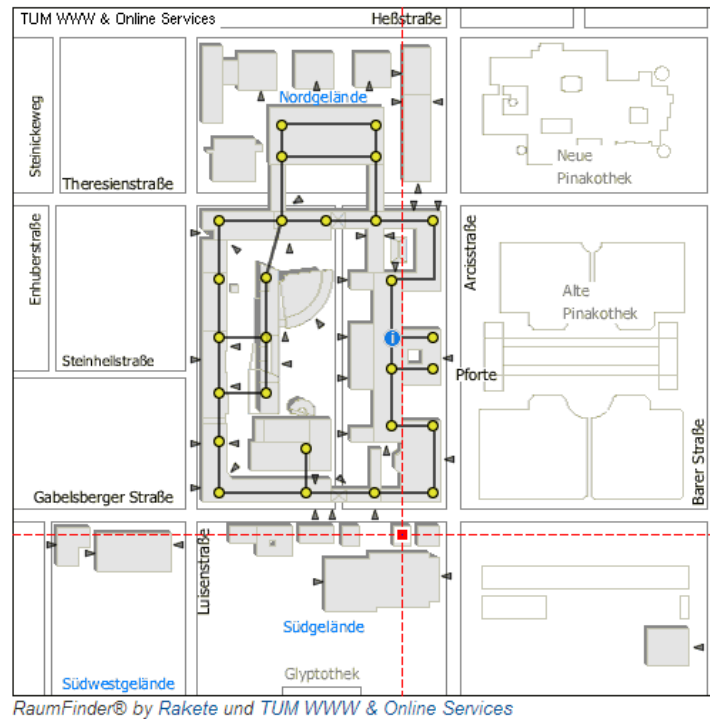 TUM WWW & Online Services
Heßstraße
Nordgelände
Steinickeweg
Neue
Pinakothek
Theresienstraße
Enhuberstraße
Arcisstraße
Alte
Pinakothek
i
Steinheilstraße
Pforte
Barer Straße
Gabelsberger Straße
Luisenstraße
Südgelände
Glyptothek
Südwestgelände
RaumFinder® by Rakete und TUM WWW & Online Services